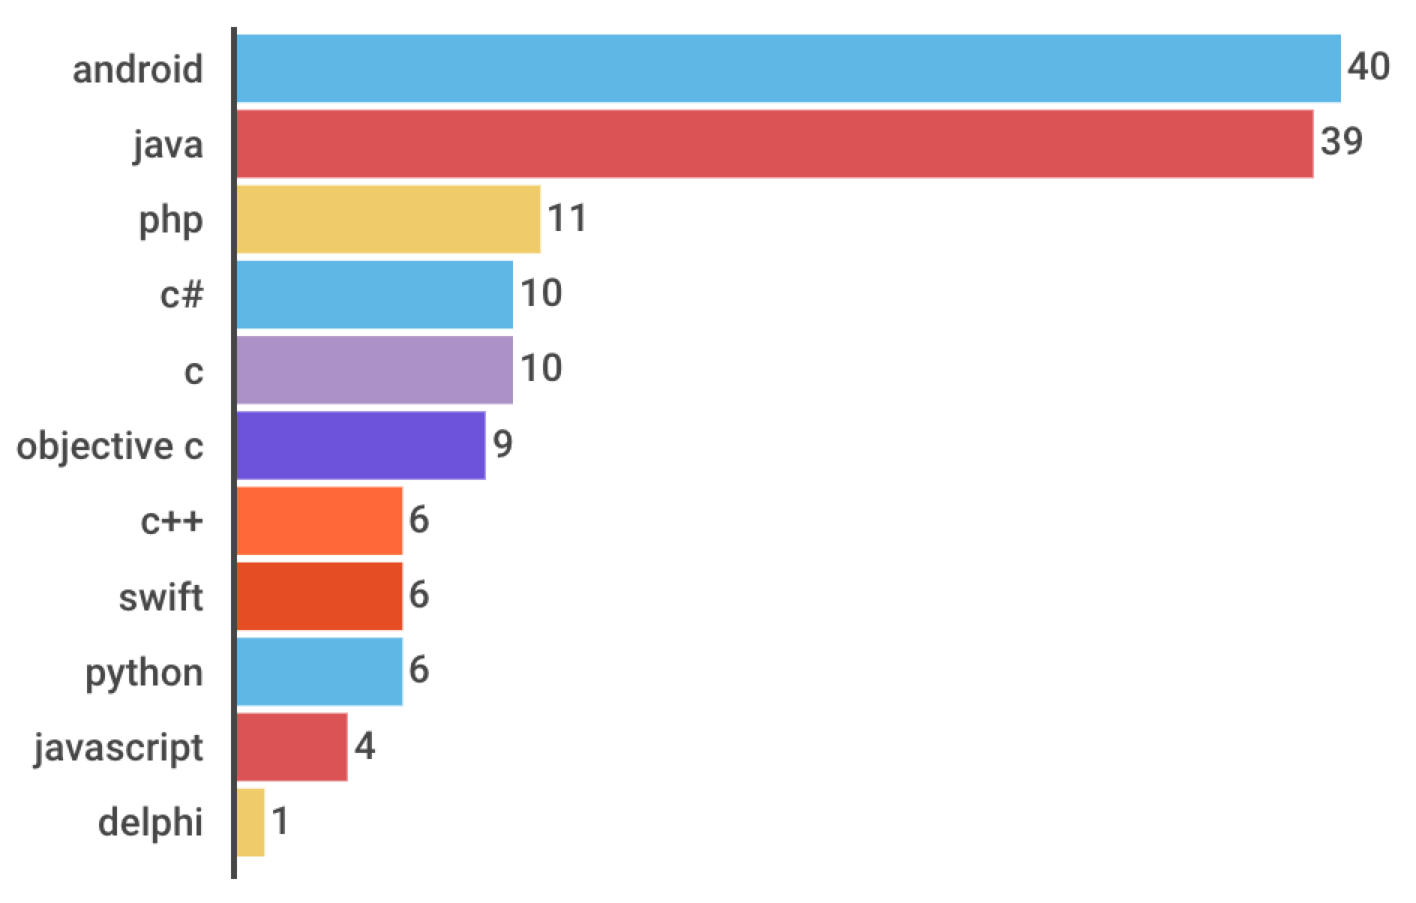 android 40
java 39
php 11
c# 10
c 10
objective c 9
c++ 6
swift 6
python 6
javascript 4
delphi 1